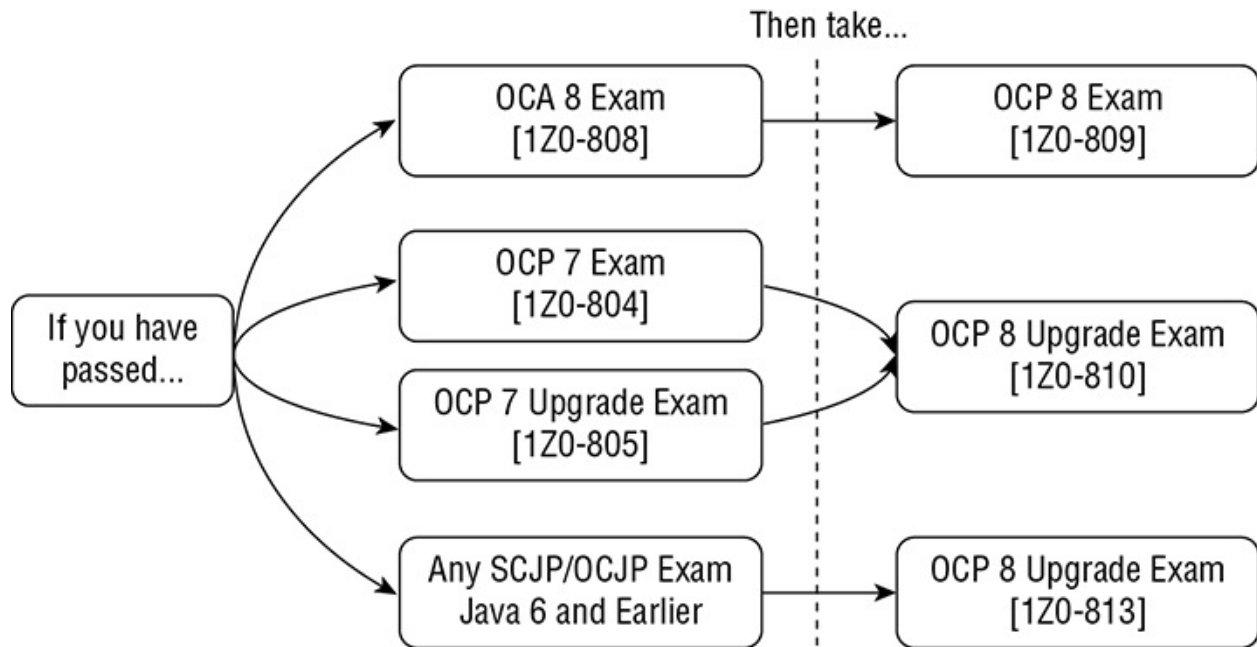 Then take...
OCA 8 Exam
[1Z0-808]
OCP 8 Exam
[1Z0-809]
OCP 7 Exam
[1Z0-804]
If you have
passed...
OCP 8 Upgrade Exam
[1Z0-810]
OCP 7 Upgrade Exam
[1Z0-805]
Any SCJP/OCJP Exam
Java 6 and Earlier
OCP 8 Upgrade Exam
[1Z0-813]